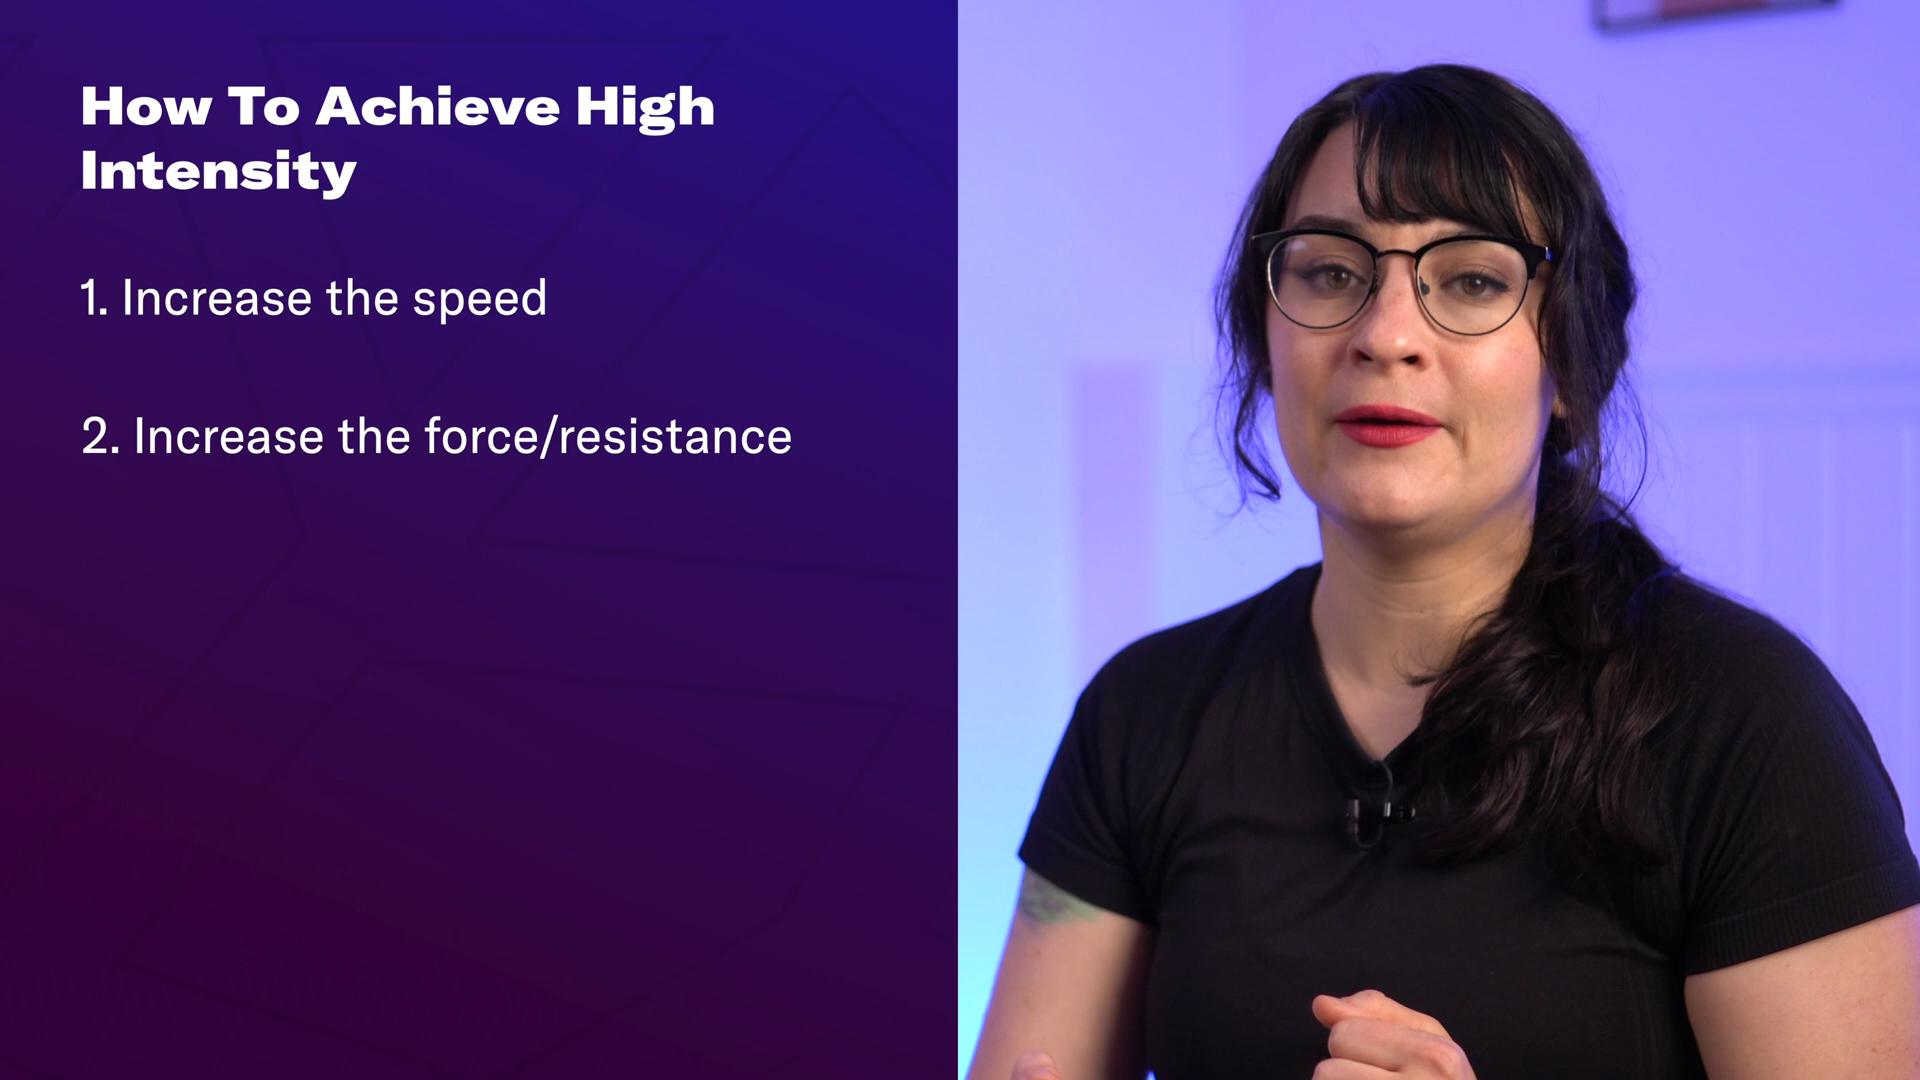 How To Achieve High
Intensity
1. Increase the speed
2. Increase the force/resistance